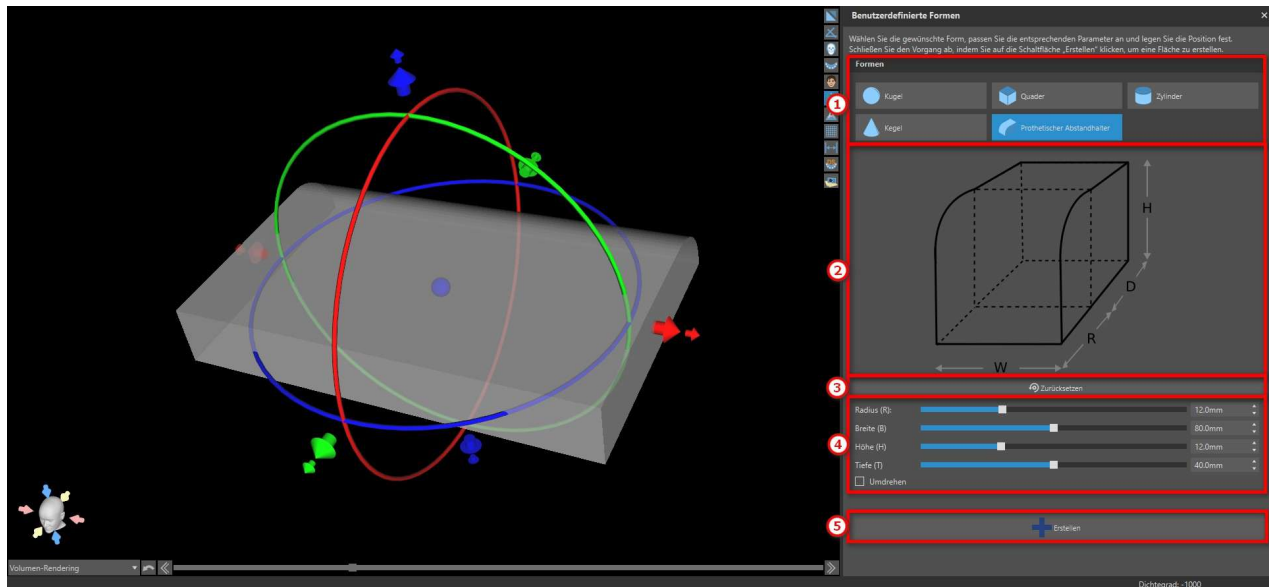 Benutzerdefinierte Formen
Wählen Sie die gewünschte Form, passen Sie die entsprechenden Parameter an und legen Sie die Position fest.
Schließen Sie den Vorgang ab, indem Sie auf die Schaltfläche „Erstellen" klicken, um eine Fläche zu erstellen.
Formen
1
Kugel
Quader
Zylinder
Kegel
Prothetischer Abstandhalter
2
H
D
R
W
3
Zurücksetzen
4
Radius (R):
12.0mm
Breite (B)
80.0mm
Höhe (H)
12.0mm
Tiefe (T)
40.0mm
Umdrehen
5
Erstellen
Volumen-Rendering
Dichtegrad: -1000